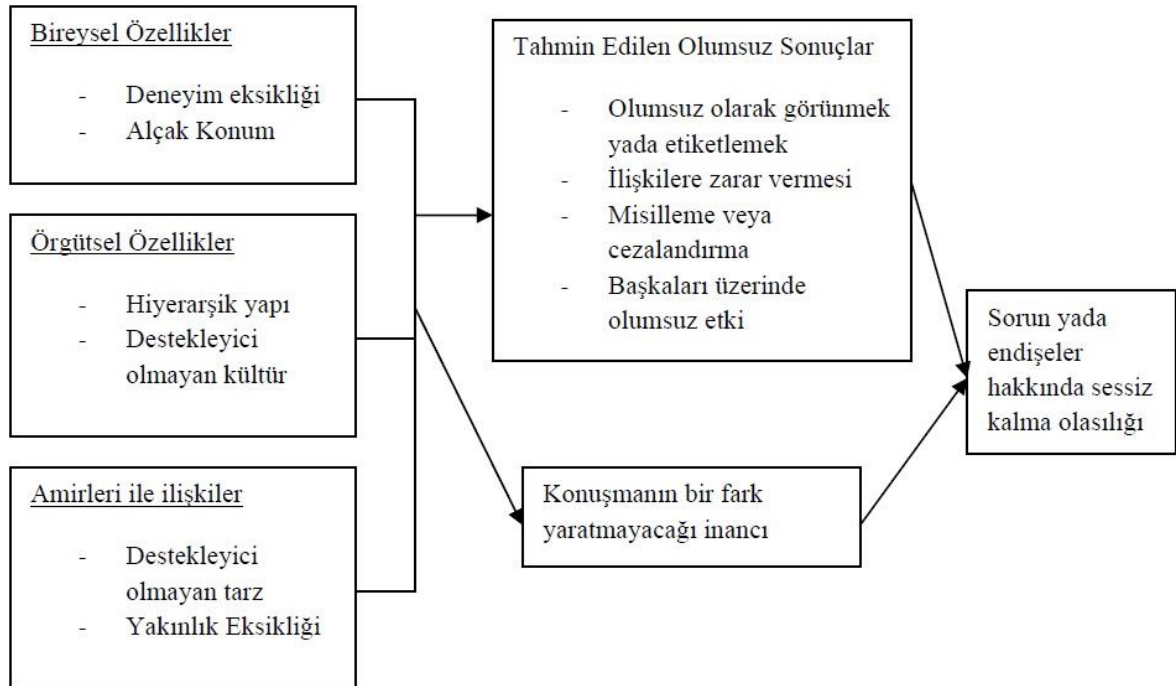 Bireysel Özellikler
- Deneyim eksikliği
- Alçak Konum
Örgütsel Özellikler
- Hiyerarşik yapı
- Destekleyici
olmayan kültür
Amirleri ile ilişkiler
- Destekleyici
olmayan tarz
- Yakınlık Eksikliği
Tahmin Edilen Olumsuz Sonuçlar
- Olumsuz olarak görünmek
yada etiketlemek
- İlişkilere zarar vermesi
- Misilleme veya
cezalandırma
- Başkaları üzerinde
olumsuz etki
Konuşmanın bir fark
yaratmayacağı inancı
Sorun yada
endişeler
hakkında sessiz
kalma olasılığı